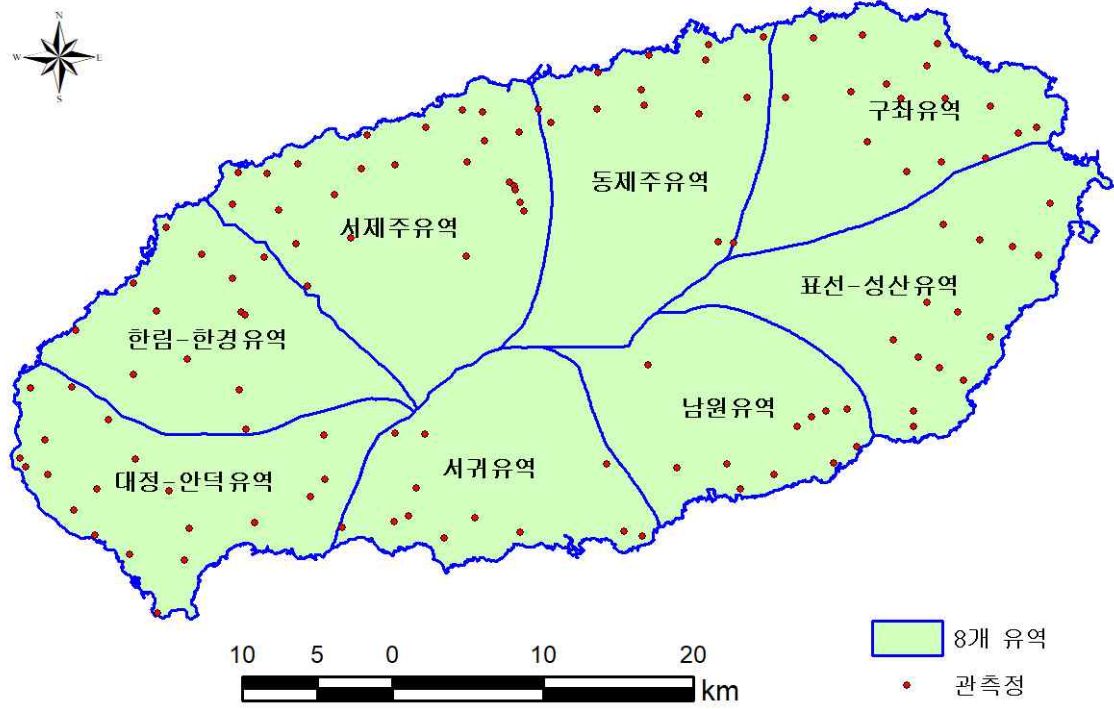 N
W
E
S
구좌유역
동제주유역
서제주유역
표선-성산유역
한림-한경유역
남원유역
서귀유역
대정-안덕유역
8개 유역
10 5 0 10 20
km
관측정